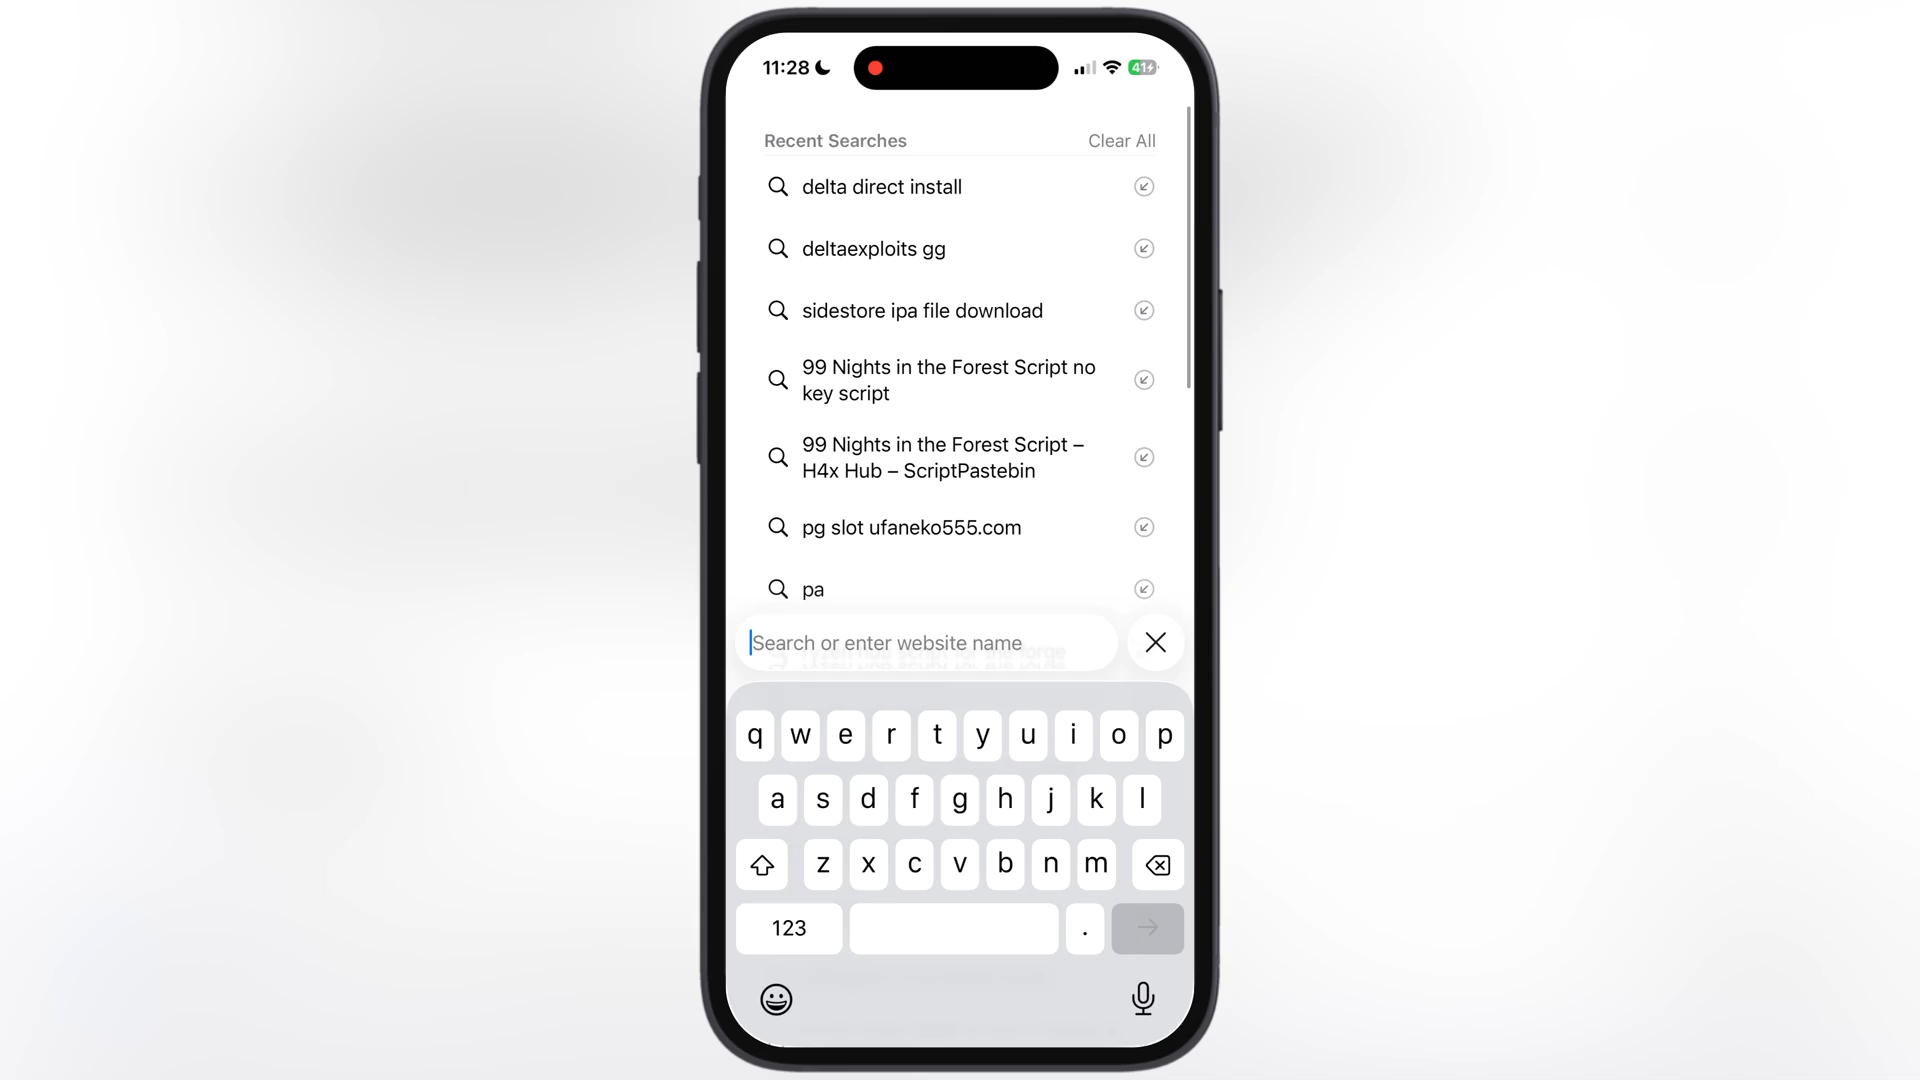 11:28
41
Recent Searches
Clear All
delta direct install
deltaexploits gg
sidestore ipa file download
99 Nights in the Forest Script no
key script
99 Nights in the Forest Script –
H4x Hub – ScriptPastebin
pg slot ufaneko555.com
pa
Search or enter website name
q w e r t y u i o p
a s d f g h j k l
z x c v b n m
123
.